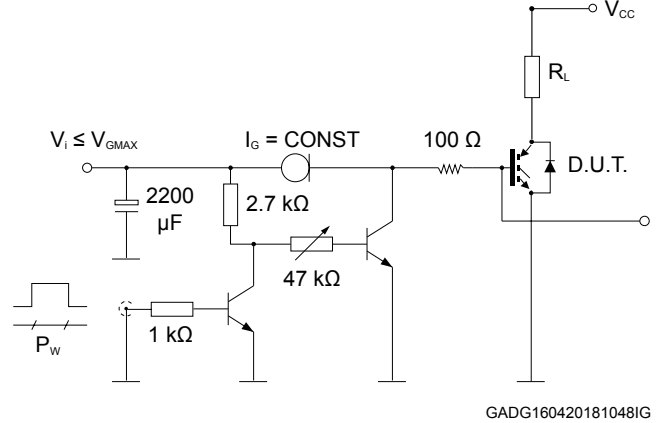 V_CC
R_L
V_i ≤ V_GMAX
I_G = CONST
100 Ω
D.U.T.
2200
µF
2.7 kΩ
47 kΩ
1 kΩ
P_W
GADG160420181048IG